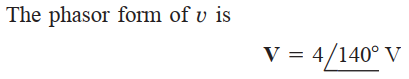 The phasor form of v is
V = 4/140° V